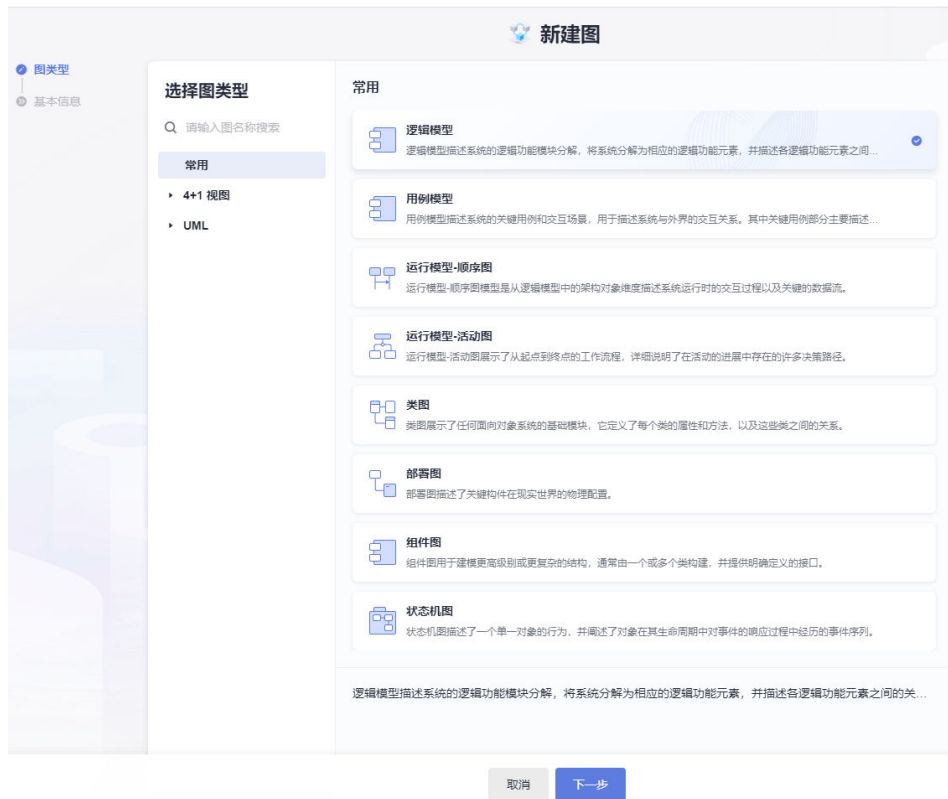 新建图
图类型
基本信息
选择图类型
请输入图名称搜索
常用
4+1 视图
UML
常用
逻辑模型
逻辑模型描述系统的逻辑功能模块分解，将系统分解为相应的逻辑功能元素，并描述各逻辑功能元素之间...
用例模型
用例模型描述系统的关键用例和交互场景，用于描述系统与外界的交互关系。其中关键用例部分主要描述...
运行模型-顺序图
运行模型-顺序图模型是从逻辑模型中的架构对象维度描述系统运行时的交互过程以及关键的数据流。
运行模型-活动图
运行模型-活动图展示了从起点到终点的工作流程，详细说明了在活动的进展中存在的许多决策路径。
类图
类图展示了任何面向对象系统的基础模块，它定义了每个类的属性和方法，以及这些类之间的关系。
部署图
部署图描述了关键构件在现实世界的物理配置。
组件图
组件图用于建模更高级别或更复杂的结构，通常由一个或多个类构建，并提供明确定义的接口。
状态机图
状态机图描述了一个单一对象的行为，并阐述了对象在其生命周期中对事件的响应过程中经历的事件序列。
逻辑模型描述系统的逻辑功能模块分解，将系统分解为相应的逻辑功能元素，并描述各逻辑功能元素之间的关...
取消
下一步